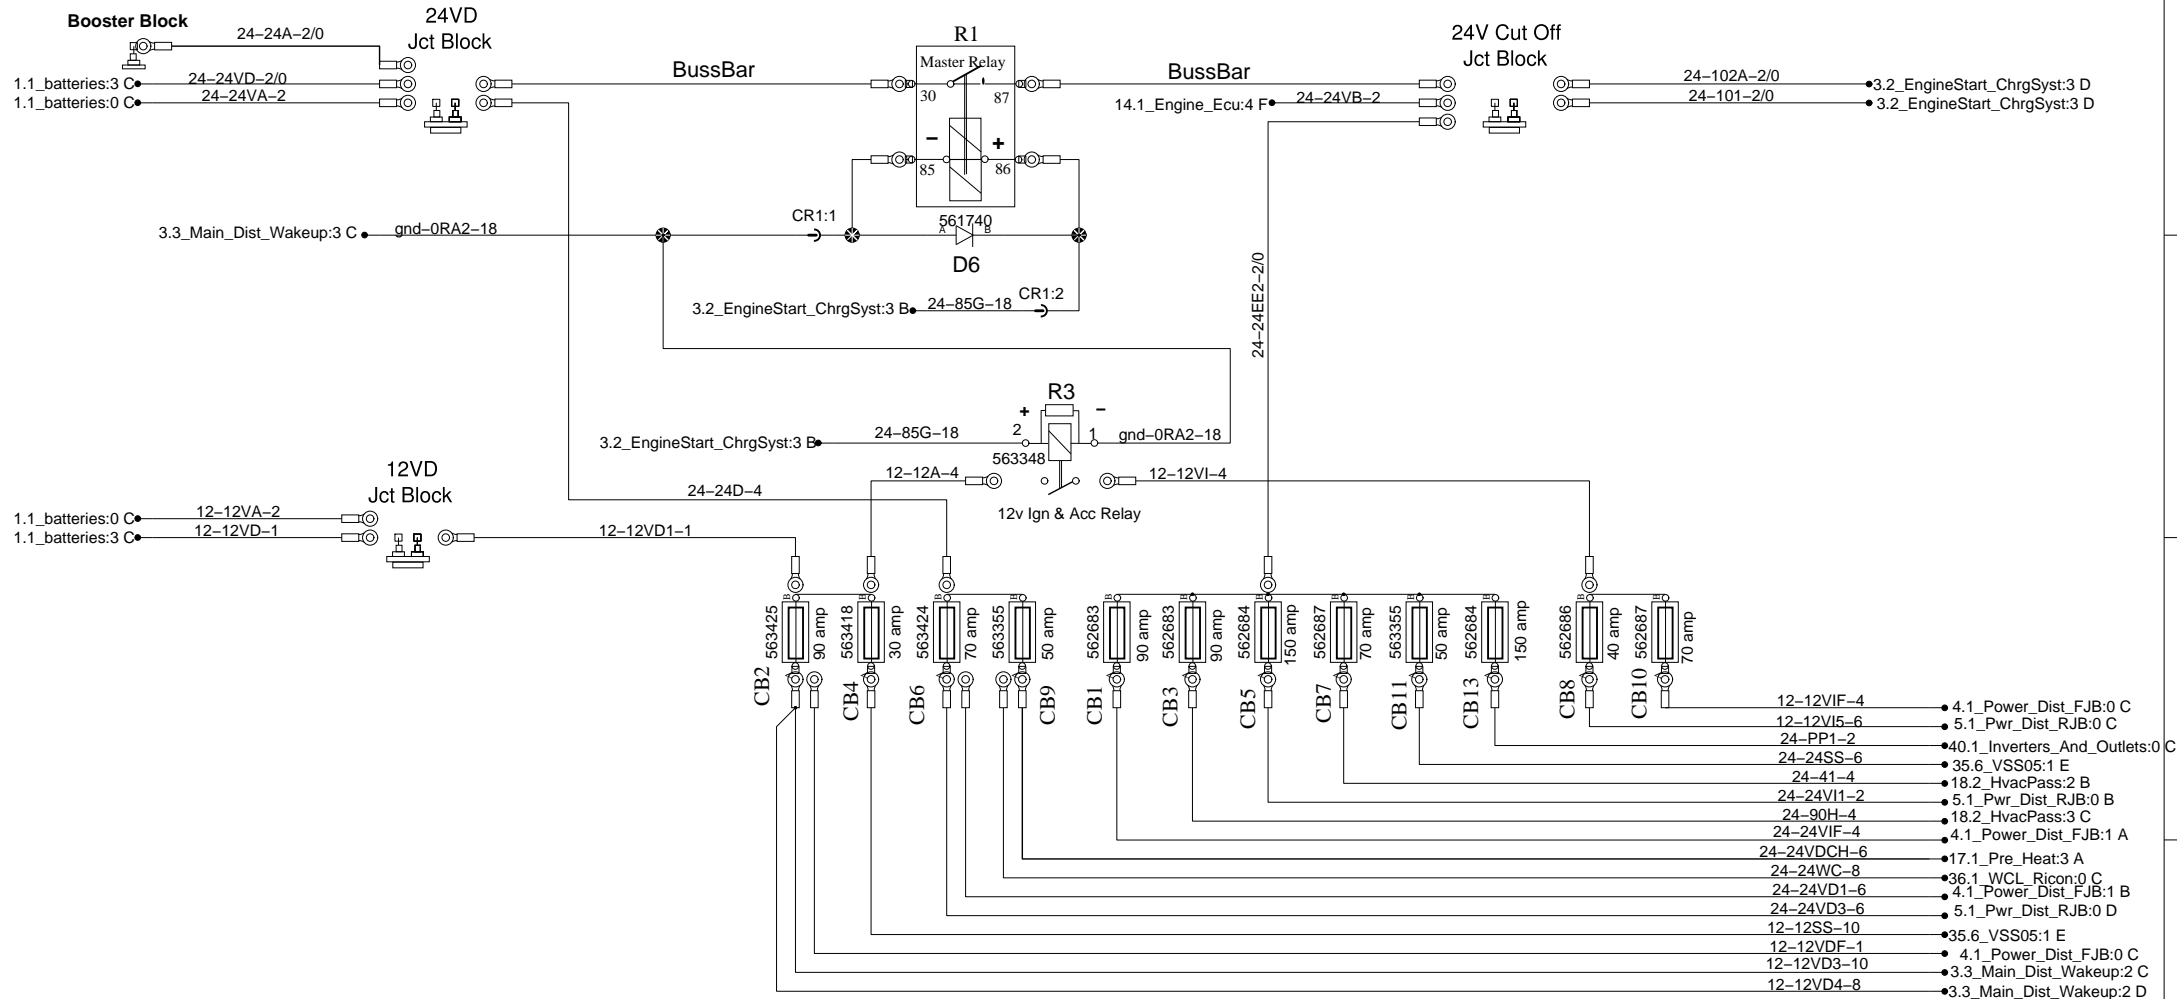 Booster Block
24VD
Jct Block
24-24A-2/0
1.1_batteries:3 C
24-24VD-2/0
1.1_batteries:0 C
24-24VA-2
BussBar
R1
Master Relay
30
87
85
86
-
+
BussBar
24V Cut Off
Jct Block
14.1_Engine_Ecu:4 F
24-24VB-2
24-102A-2/0
3.2_EngineStart_ChrgSyst:3 D
24-101-2/0
3.2_EngineStart_ChrgSyst:3 D
3.3_Main_Dist_Wakeup:3 C
gnd-0RA2-18
CR1:1
561740
A
B
D6
3.2_EngineStart_ChrgSyst:3 B
24-85G-18
CR1:2
24-24EE2-2/0
R3
+
-
3.2_EngineStart_ChrgSyst:3 B
24-85G-18
2
1
gnd-0RA2-18
563348
12-12A-4
12-12VI-4
12v Ign & Acc Relay
24-24D-4
12VD
Jct Block
1.1_batteries:0 C
12-12VA-2
1.1_batteries:3 C
12-12VD-1
12-12VD1-1
B
563425
90 amp
CB2
B
563418
30 amp
CB4
B
563424
70 amp
CB6
B
563355
50 amp
CB9
B
562683
90 amp
CB1
B
562683
90 amp
CB3
B
562684
150 amp
CB5
B
562687
70 amp
CB7
B
563355
50 amp
CB11
B
562684
150 amp
CB13
B
562686
40 amp
CB8
B
562687
70 amp
CB10
12-12VIF-4
4.1_Power_Dist_FJB:0 C
12-12VI5-6
5.1_Pwr_Dist_RJB:0 C
24-PP1-2
40.1_Inverters_And_Outlets:0 C
24-24SS-6
35.6_VSS05:1 E
24-41-4
18.2_HvacPass:2 B
24-24VI1-2
5.1_Pwr_Dist_RJB:0 B
24-90H-4
18.2_HvacPass:3 C
24-24VIF-4
4.1_Power_Dist_FJB:1 A
24-24VDCH-6
17.1_Pre_Heat:3 A
24-24WC-8
36.1_WCL_Ricon:0 C
24-24VD1-6
4.1_Power_Dist_FJB:1 B
24-24VD3-6
5.1_Pwr_Dist_RJB:0 D
12-12SS-10
35.6_VSS05:1 E
12-12VDF-1
4.1_Power_Dist_FJB:0 C
12-12VD3-10
3.3_Main_Dist_Wakeup:2 C
12-12VD4-8
3.3_Main_Dist_Wakeup:2 D